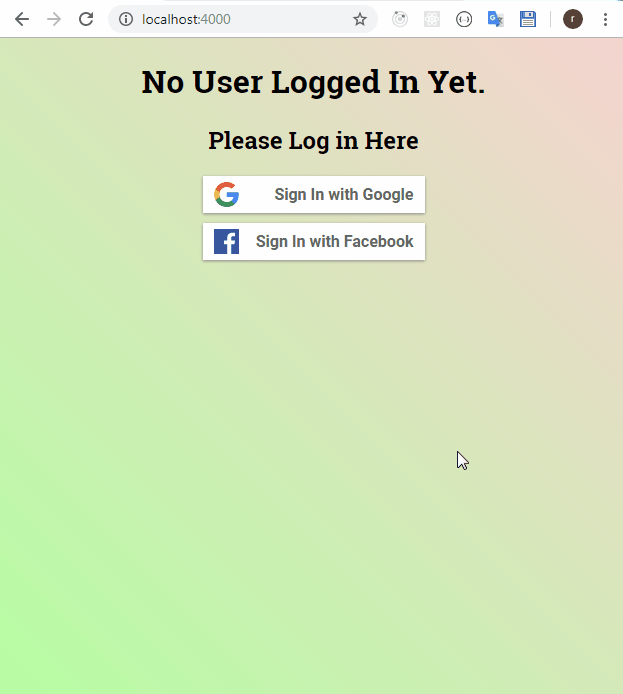 localhost:4000
r
No User Logged In Yet.
Please Log in Here
Sign In with Google
Sign In with Facebook